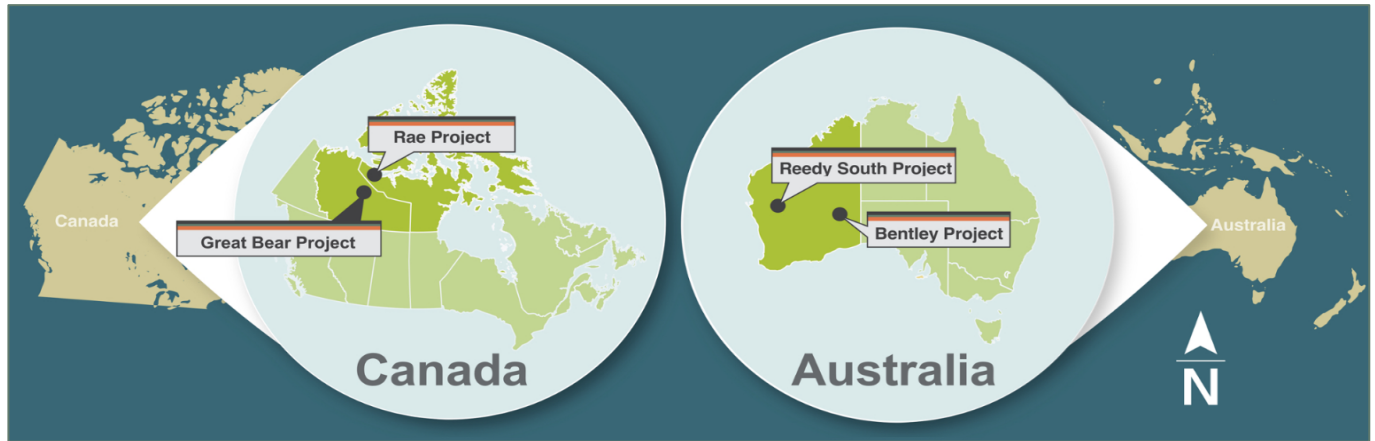 Canada
Rae Project
Great Bear Project
Canada
Reedy South Project
Bentley Project
Australia
Australia
N